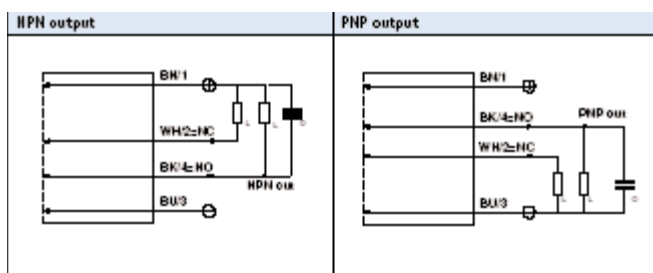 NPN output
BN/1
WH/2=NC
BK/4=NO
NPN out
BU/3
PNP output
BN/1
BK/4=NO
PNP out
WH/2=NC
BU/3